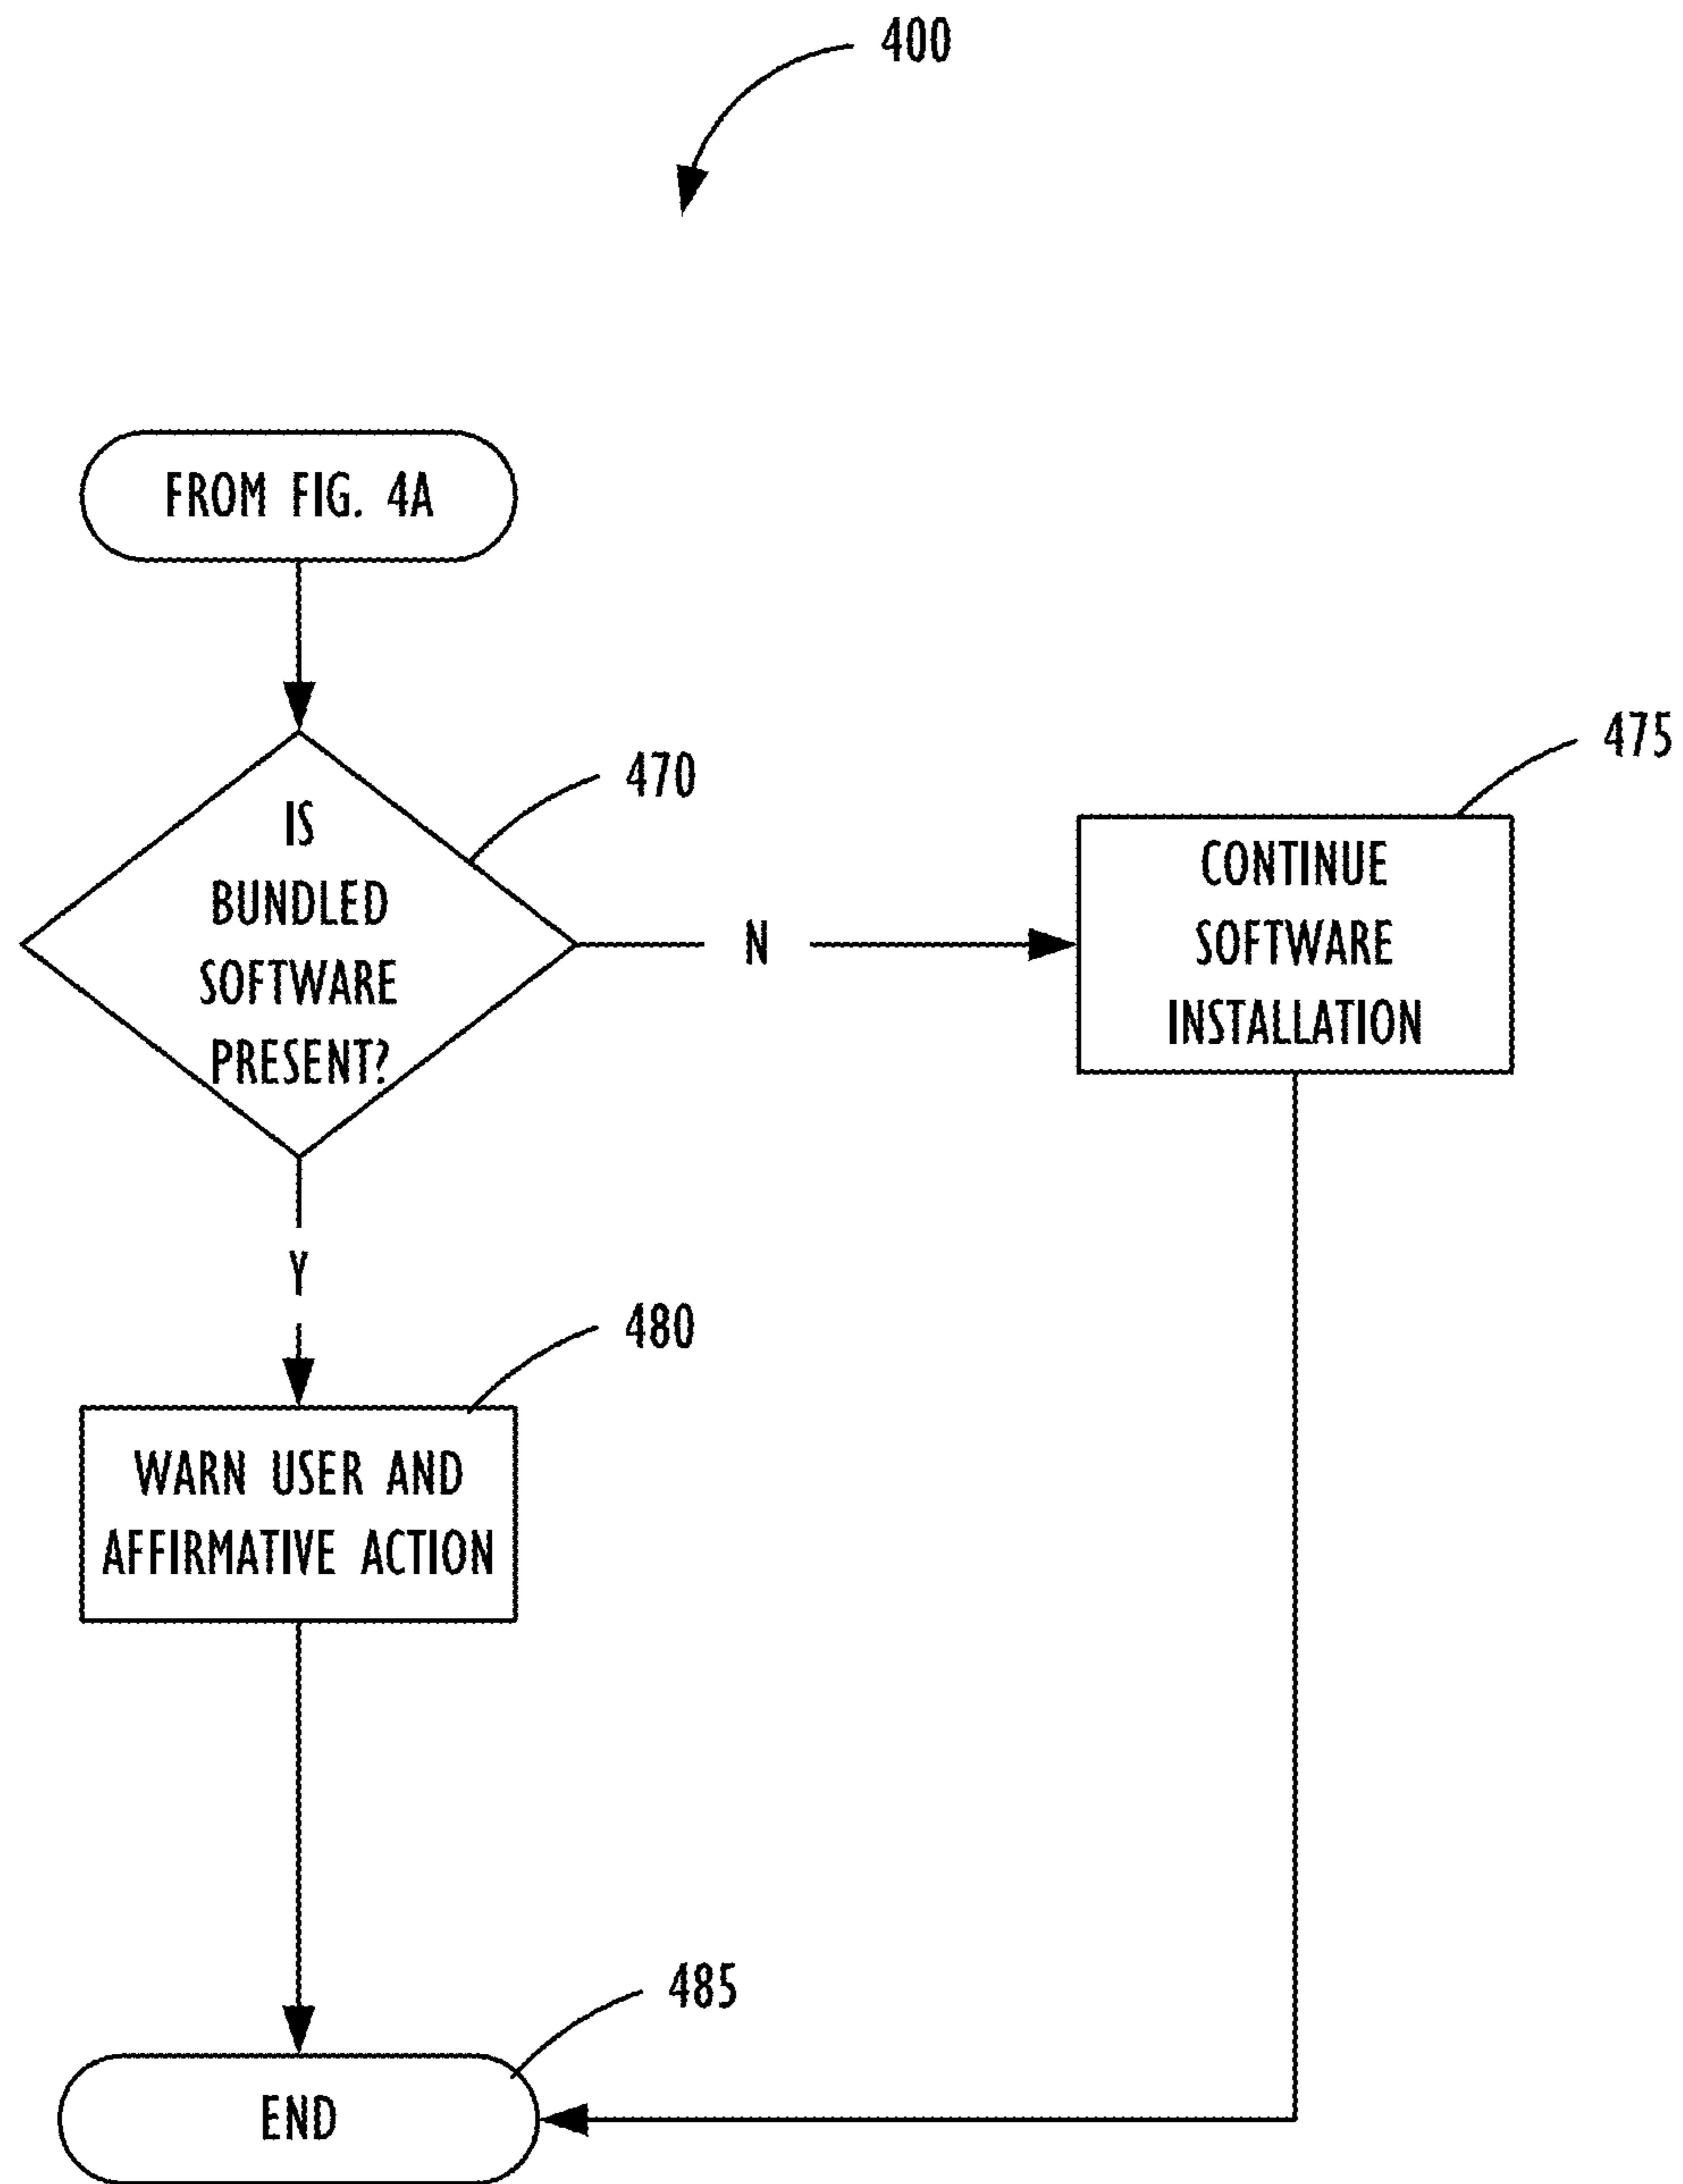 400
FROM FIG. 4A
470
IS
BUNDLED
SOFTWARE
PRESENT?
N
475
CONTINUE
SOFTWARE
INSTALLATION
Y
480
WARN USER AND
AFFIRMATIVE ACTION
485
END